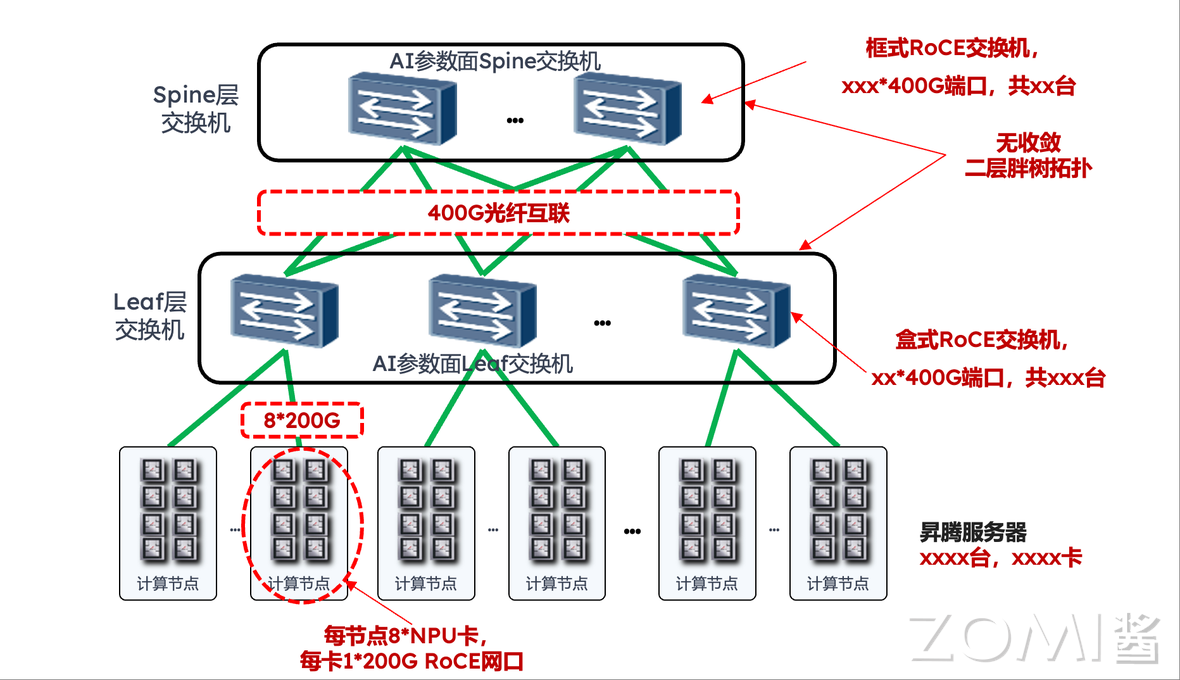 AI参数面Spine交换机
框式RoCE交换机，
xxx*400G端口，共xx台
Spine层
交换机
...
无收敛
二层胖树拓扑
400G光纤互联
Leaf层
交换机
...
AI参数面Leaf交换机
盒式RoCE交换机，
xx*400G端口，共xxx台
8*200G
...
...
...
...
昇腾服务器
xxxx台，xxxx卡
计算节点
计算节点
计算节点
计算节点
计算节点
计算节点
每节点8*NPU卡，
每卡1*200G RoCE网口
ZOMI酱